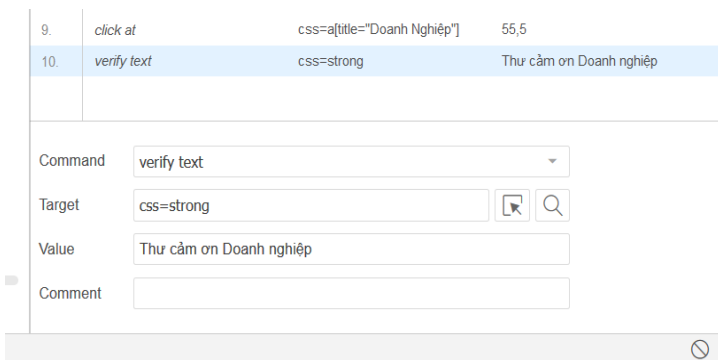 9. click at css=a[title="Doanh Nghiệp"] 55,5
10. verify text css=strong Thư cảm ơn Doanh nghiệp
Command verify text
Target css=strong
Value Thư cảm ơn Doanh nghiệp
Comment